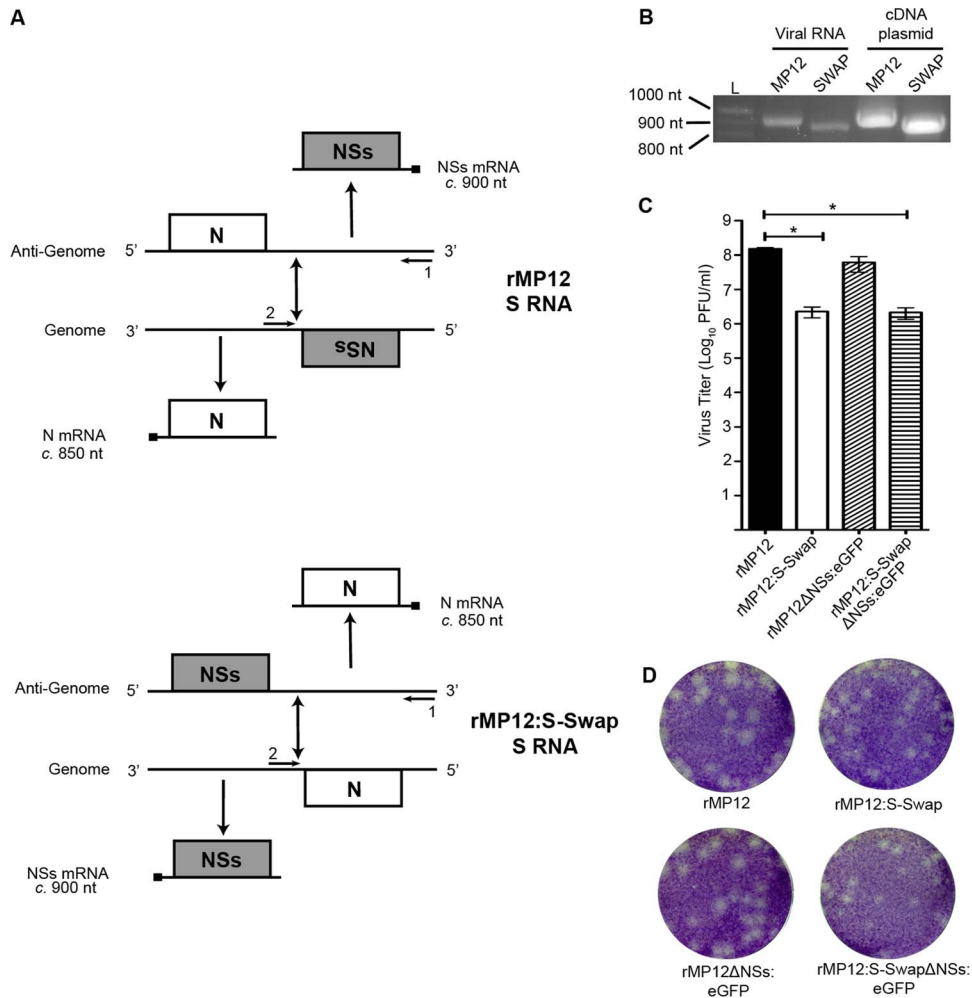 A
NSs
NSs mRNA
c. 900 nt
N
Anti-Genome 5’ 3’
1
rMP12
S RNA
2
Genome 3’ 5’
NSs
N
N mRNA
c. 850 nt
N
N mRNA
c. 850 nt
NSs
Anti-Genome 5’ 3’
1
rMP12:S-Swap
S RNA
2
Genome 3’ 5’
N
NSs
NSs mRNA
c. 900 nt
B
Viral RNA
cDNA
plasmid
L
MP12
SWAP
MP12
SWAP
1000 nt
900 nt
800 nt
C
*
*
Virus Titer (Log10 PFU/ml)
9
8
7
6
5
4
3
2
1
rMP12
rMP12:S-Swap
rMP12ΔNSs:eGFP
rMP12:S-Swap
ΔNSs:eGFP
D
rMP12
rMP12:S-Swap
rMP12ΔNSs:
eGFP
rMP12:S-SwapΔNSs:
eGFP